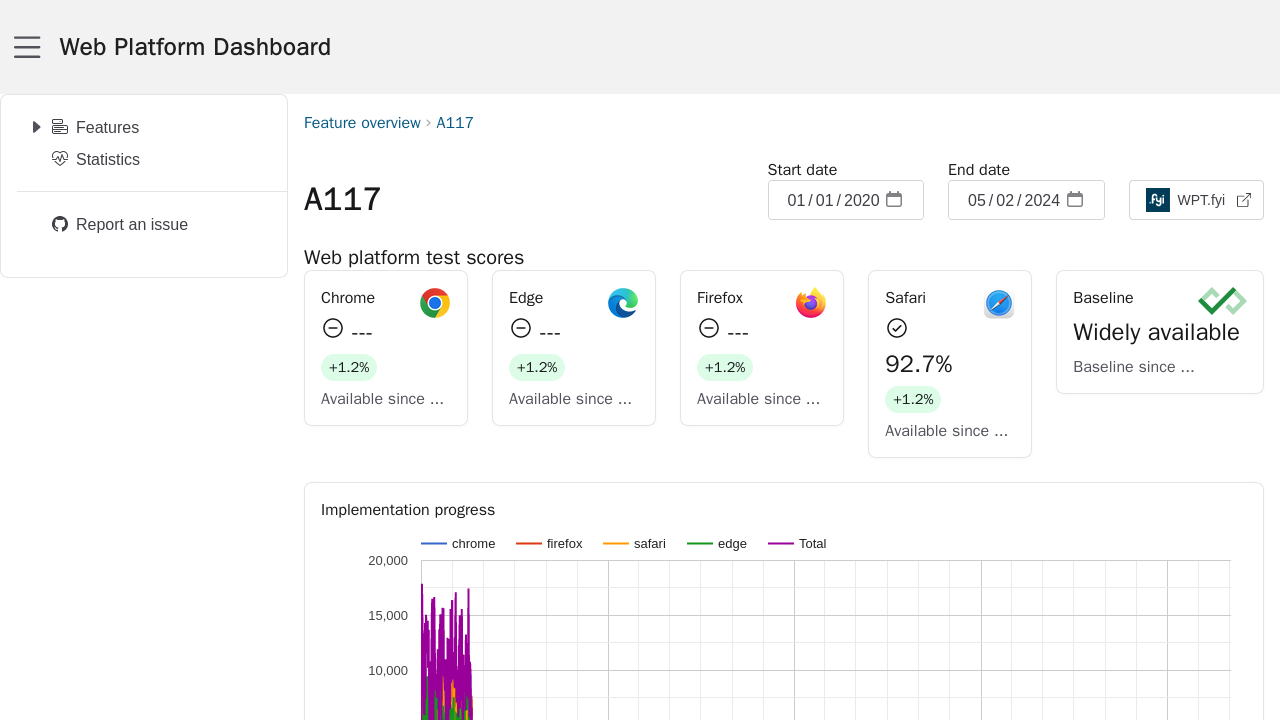 Web Platform Dashboard
Features
Statistics
Report an issue
Feature overview > A117
A117
Start date
01/01/2020
End date
05/02/2024
.fyi WPT.fyi
Web platform test scores
Chrome
---
+1.2%
Available since ...
Edge
---
+1.2%
Available since ...
Firefox
---
+1.2%
Available since ...
Safari
92.7%
+1.2%
Available since ...
Baseline
Widely available
Baseline since ...
Implementation progress
chrome firefox safari edge Total
20,000
15,000
10,000